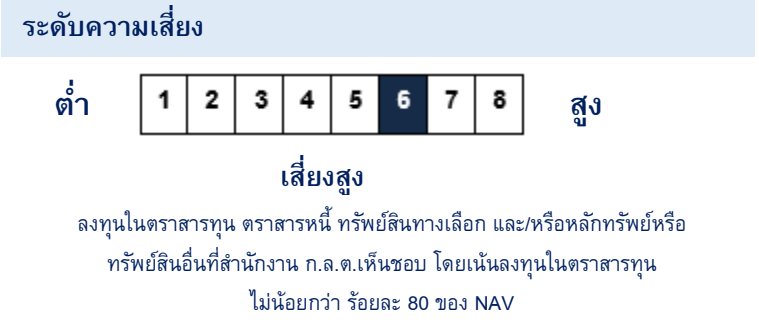 ระดับความเสี่ยง
ต่ำ 1 2 3 4 5 6 7 8 สูง
เสี่ยงสูง
ลงทุนในตราสารทุน ตราสารหนี้ ทรัพย์สินทางเลือก และ/หรือหลักทรัพย์หรือ
ทรัพย์สินอื่นที่สำนักงาน ก.ล.ต.เห็นชอบ โดยเน้นลงทุนในตราสารทุน
ไม่น้อยกว่า ร้อยละ 80 ของ NAV